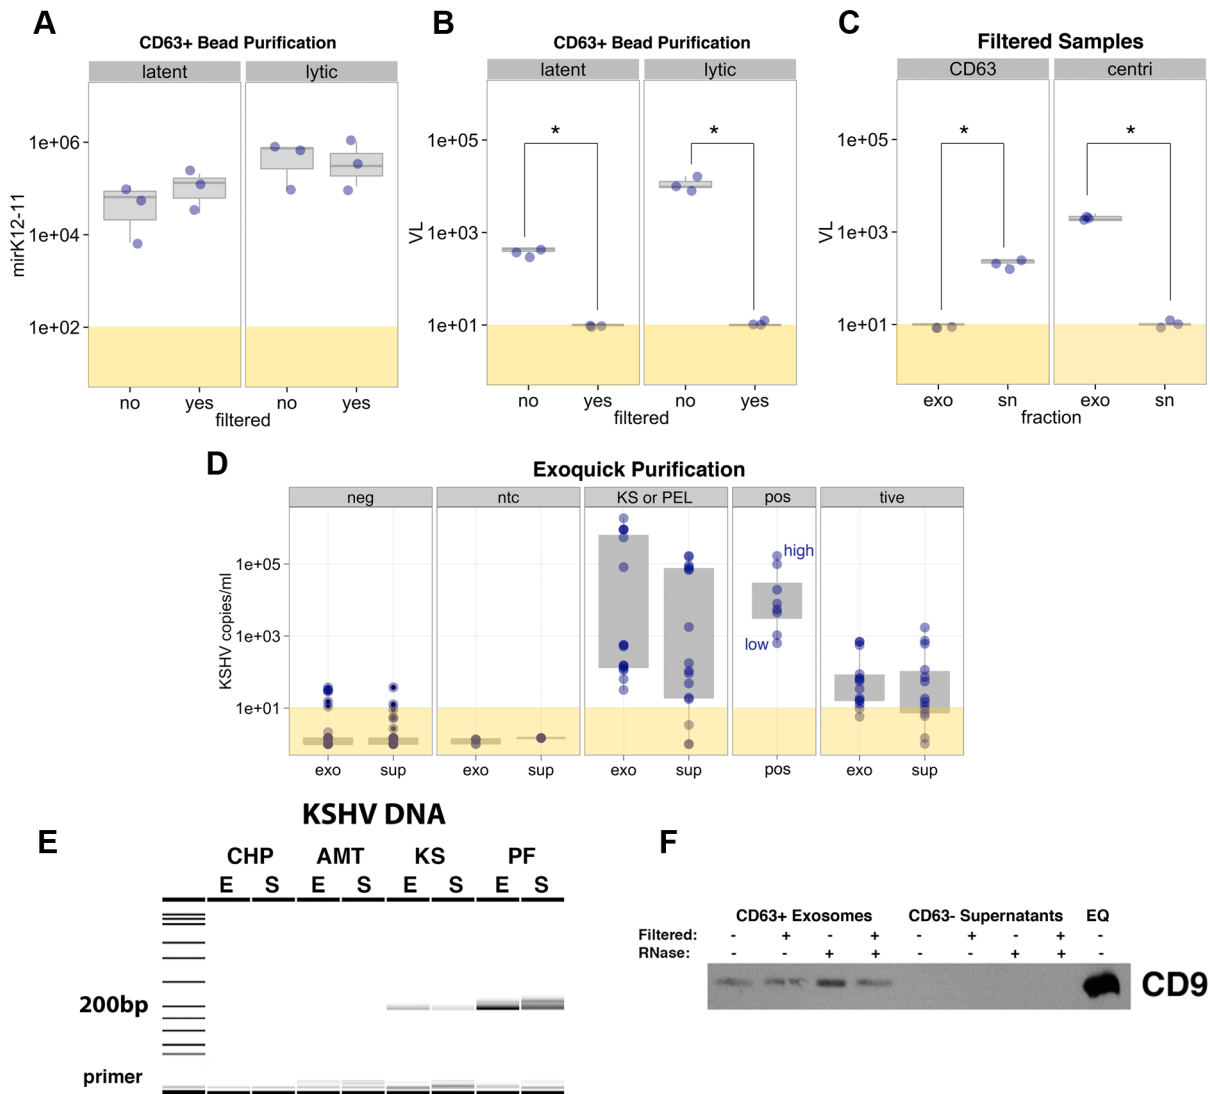 A
CD63+ Bead Purification
latent lytic
1e+06
1e+04
1e+02
mirK12-11
no yes no yes
filtered
B
CD63+ Bead Purification
latent lytic
* *
1e+05
1e+03
1e+01
VL
no yes no yes
filtered
C
Filtered Samples
CD63 centri
* *
1e+05
1e+03
1e+01
VL
exo sn exo sn
fraction
D
Exoquick Purification
neg ntc KS or PEL pos tive
high
low
1e+05
1e+03
1e+01
KSHV copies/ml
exo sup exo sup exo sup pos exo sup
E
KSHV DNA
CHP AMT KS PF
E S E S E S E S
200bp
primer
F
CD63+ Exosomes CD63- Supernatants EQ
Filtered: - + - + - + - + -
RNase: - - + + - - + + -
CD9